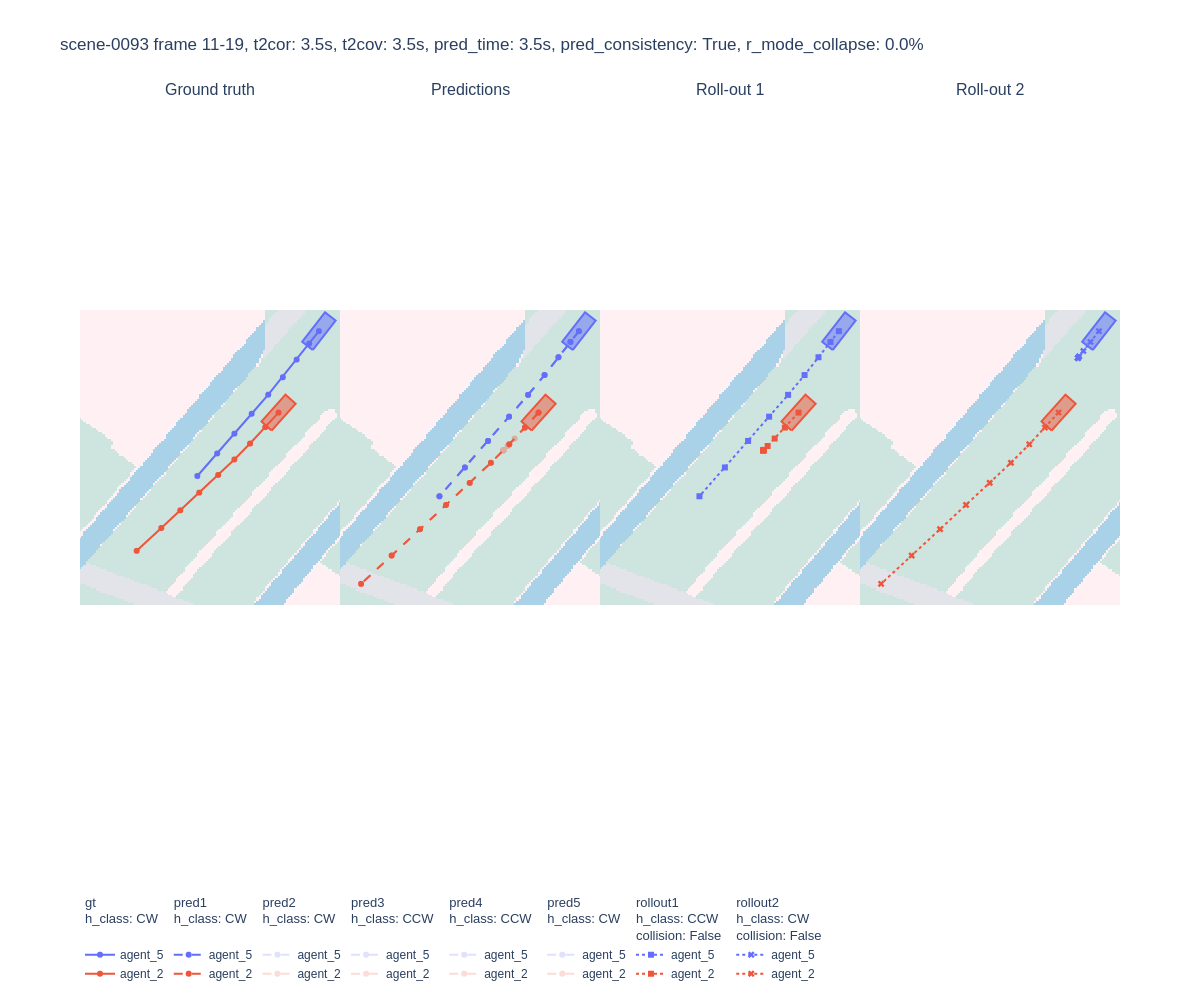 scene-0093 frame 11-19, t2cor: 3.5s, t2cov: 3.5s, pred_time: 3.5s, pred_consistency: True, r_mode_collapse: 0.0%
Ground truth Predictions Roll-out 1 Roll-out 2
gt pred1 pred2 pred3 pred4 pred5 rollout1 rollout2
h_class: CW h_class: CW h_class: CW h_class: CCW h_class: CCW h_class: CW h_class: CCW h_class: CW
collision: False collision: False
agent_5 agent_5 agent_5 agent_5 agent_5 agent_5 agent_5 agent_5
agent_2 agent_2 agent_2 agent_2 agent_2 agent_2 agent_2 agent_2